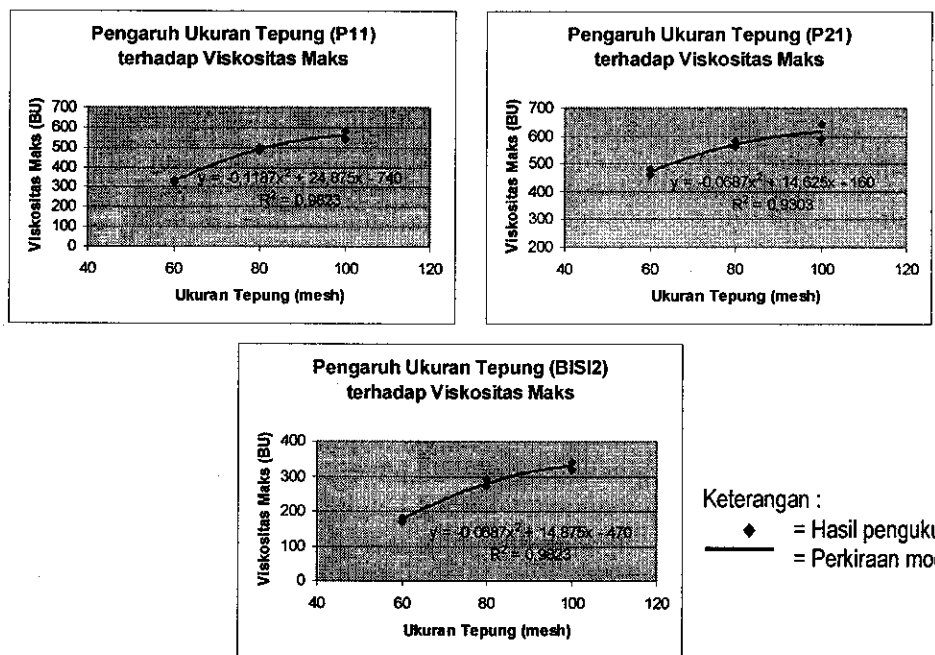 Pengaruh Ukuran Tepung (P11)
terhadap Viskositas Maks
Viskositas Maks (BU)
700
600
500
400
300
200
100
0
y = -0,1187x² + 24,875x - 740
R² = 0,9823
40 60 80 100 120
Ukuran Tepung (mesh)
Pengaruh Ukuran Tepung (P21)
terhadap Viskositas Maks
Viskositas Maks (BU)
700
600
500
400
300
200
y = -0,0687x² + 14,625x - 160
R² = 0,9303
40 60 80 100 120
Ukuran Tepung (mesh)
Pengaruh Ukuran Tepung (BISI2)
terhadap Viskositas Maks
Viskositas Maks (BU)
400
300
200
100
0
y = -0,0687x² + 14,875x - 470
R² = 0,9823
40 60 80 100 120
Ukuran Tepung (mesh)
Keterangan :
= Hasil penguku
= Perkiraan mo